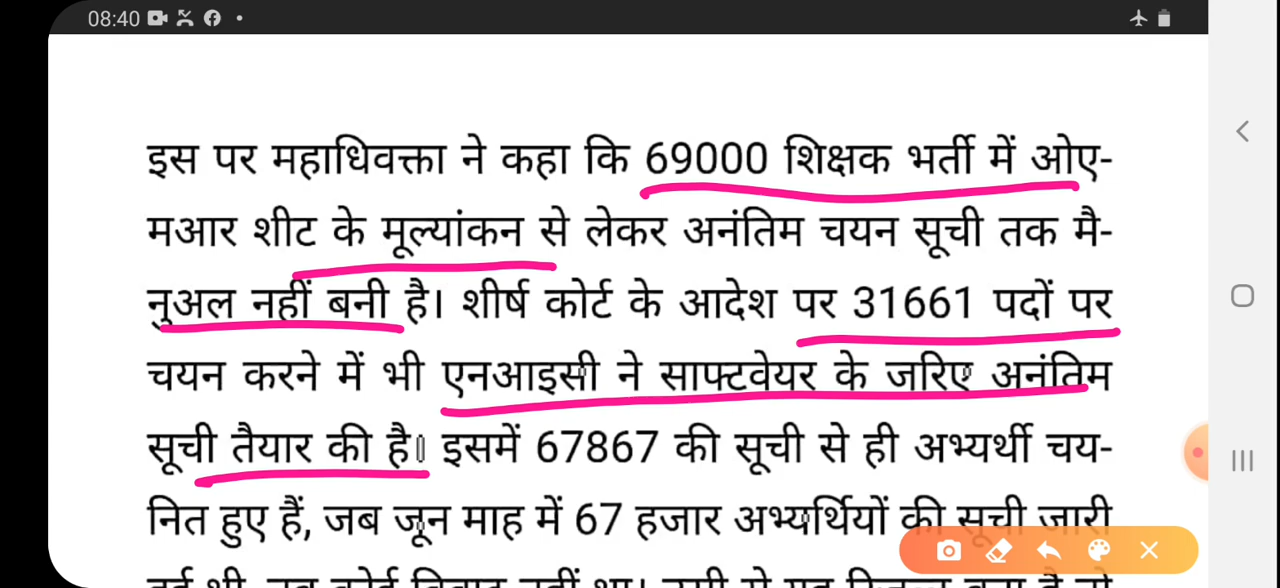 08:40
इस पर महाधिवक्ता ने कहा कि 69000 शिक्षक भर्ती में ओए-
मआर शीट के मूल्यांकन से लेकर अनंतिम चयन सूची तक मै-
नुअल नहीं बनी है। शीर्ष कोर्ट के आदेश पर 31661 पदों पर
चयन करने में भी एनआइसी ने साफ्टवेयर के जरिए अनंतिम
सूची तैयार की है। इसमें 67867 की सूची से ही अभ्यर्थी चय-
नित हुए हैं, जब जून माह में 67 हजार अभ्यर्थियों की सूची जारी